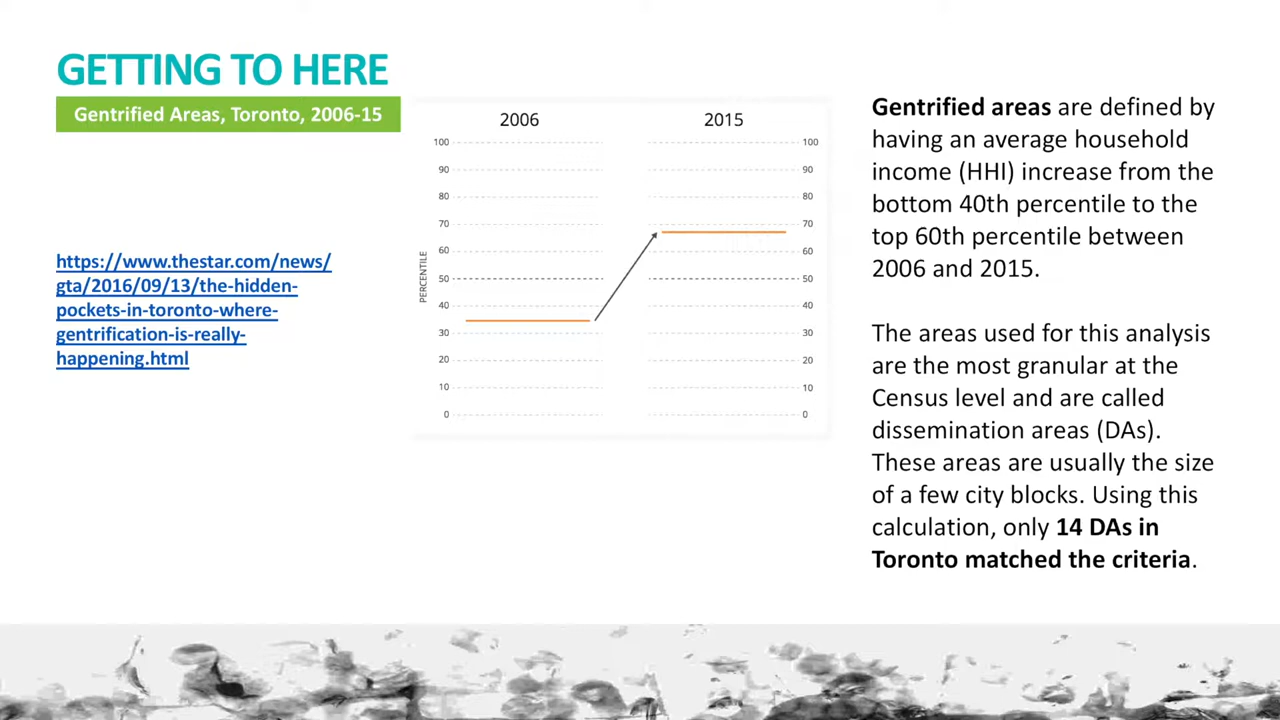 GETTING TO HERE
Gentrified Areas, Toronto, 2006-15
https://www.thestar.com/news/
gta/2016/09/13/the-hidden-
pockets-in-toronto-where-
gentrification-is-really-
happening.html
2006 2015
100 100
90 90
80 80
70 70
60 60
50 50
40 40
30 30
20 20
10 10
0 0
PERCENTILE
Gentrified areas are defined by
having an average household
income (HHI) increase from the
bottom 40th percentile to the
top 60th percentile between
2006 and 2015.
The areas used for this analysis
are the most granular at the
Census level and are called
dissemination areas (DAs).
These areas are usually the size
of a few city blocks. Using this
calculation, only 14 DAs in
Toronto matched the criteria.